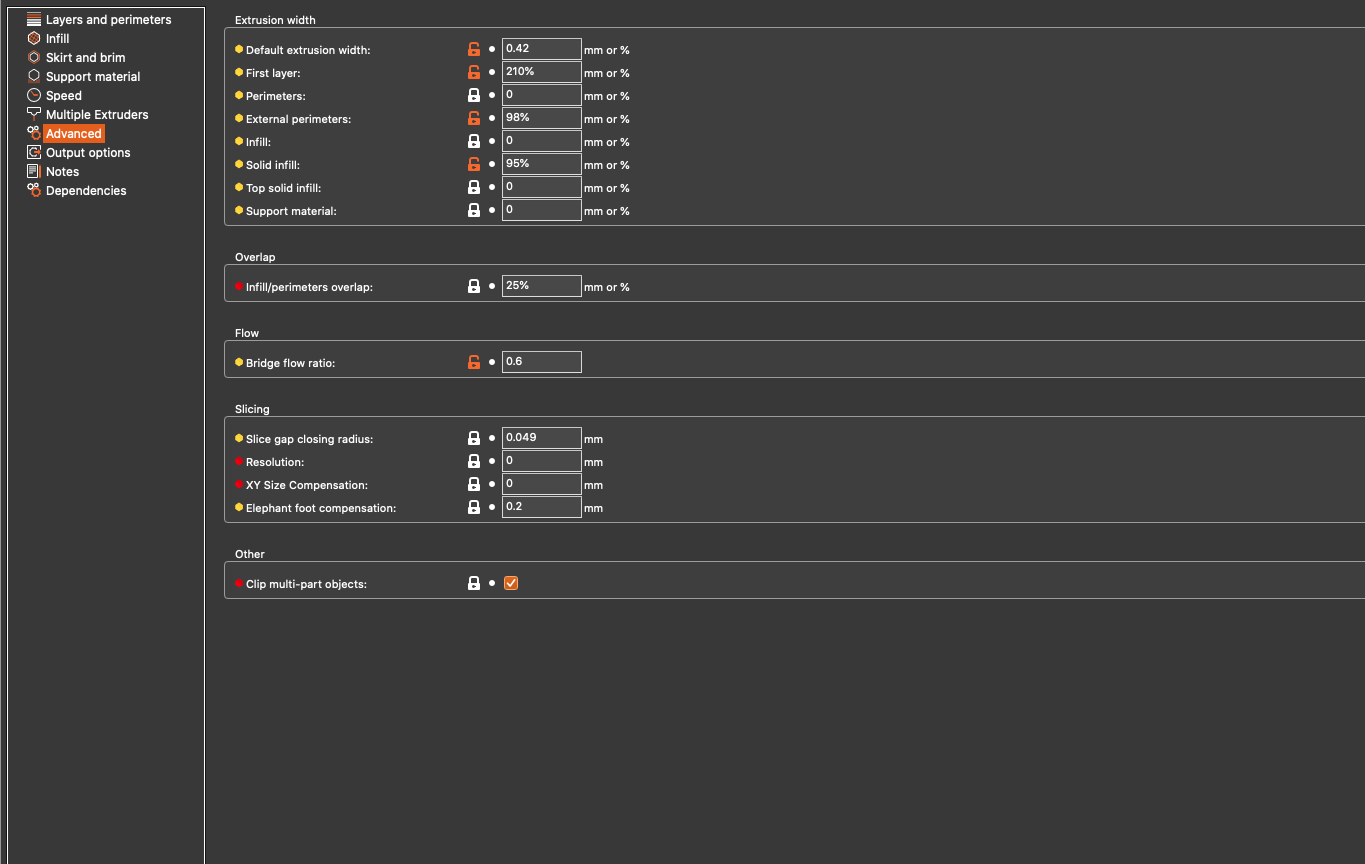 Layers and perimeters
Infill
Skirt and brim
Support material
Speed
Multiple Extruders
Advanced
Output options
Notes
Dependencies
Extrusion width
Default extrusion width: 0.42 mm or %
First layer: 210% mm or %
Perimeters: 0 mm or %
External perimeters: 98% mm or %
Infill: 0 mm or %
Solid infill: 95% mm or %
Top solid infill: 0 mm or %
Support material: 0 mm or %
Overlap
Infill/perimeters overlap: 25% mm or %
Flow
Bridge flow ratio: 0.6
Slicing
Slice gap closing radius: 0.049 mm
Resolution: 0 mm
XY Size Compensation: 0 mm
Elephant foot compensation: 0.2 mm
Other
Clip multi-part objects: